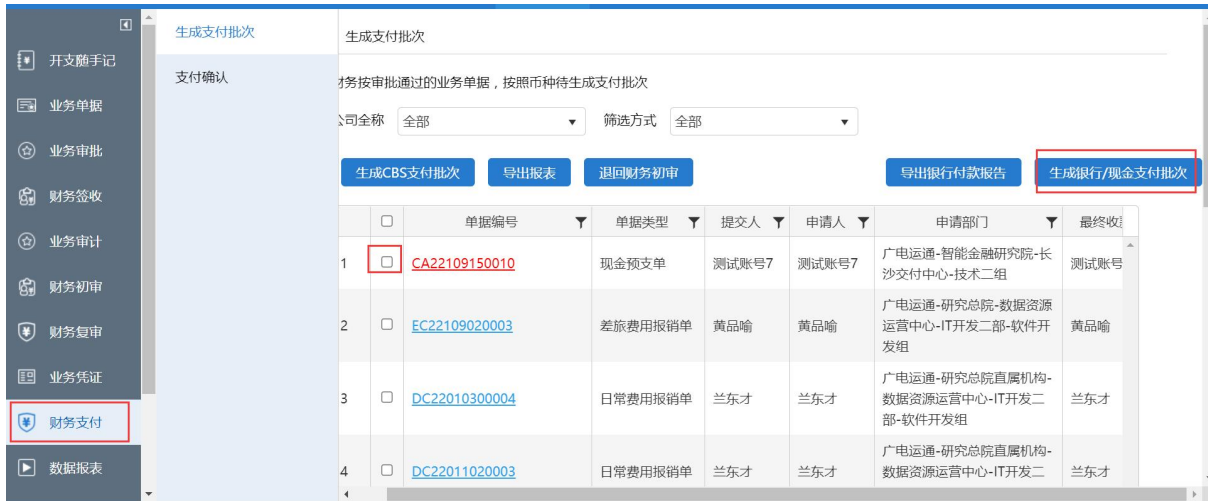 开支随手记
业务单据
业务审批
财务签收
业务审计
财务初审
财务复审
业务凭证
财务支付
数据报表
生成支付批次
支付确认
生成支付批次
财务按审批通过的业务单据，按照币种待生成支付批次
公司全称 全部 筛选方式 全部
生成CBS支付批次 导出报表 退回财务初审 导出银行付款报告 生成银行/现金支付批次
单据编号 单据类型 提交人 申请人 申请部门 最终收
1 CA22109150010 现金预支单 测试账号7 测试账号7 广电运通-智能金融研究院-长
沙交付中心-技术二组 测试账号
2 EC22109020003 差旅费用报销单 黄品喻 黄品喻 广电运通-研究总院-数据资源
运营中心-IT开发二部-软件开
发组 黄品喻
3 DC22010300004 日常费用报销单 兰东才 兰东才 广电运通-研究总院直属机构-
数据资源运营中心-IT开发二
部-软件开发组 兰东才
4 DC22011020003 日常费用报销单 兰东才 兰东才 广电运通-研究总院直属机构-
数据资源运营中心-IT开发二 兰东才